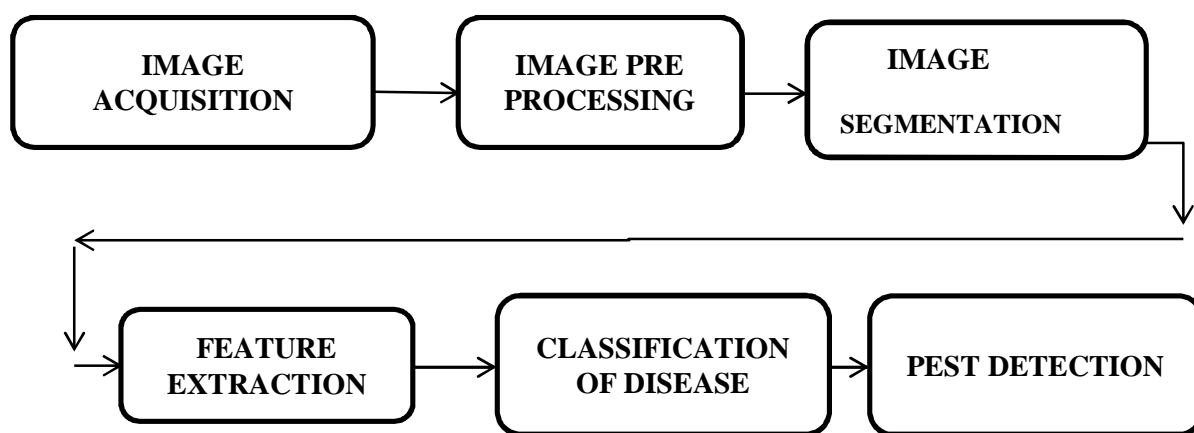 IMAGE
ACQUISITION
IMAGE PRE
PROCESSING
IMAGE
SEGMENTATION
FEATURE
EXTRACTION
CLASSIFICATION
OF DISEASE
PEST DETECTION